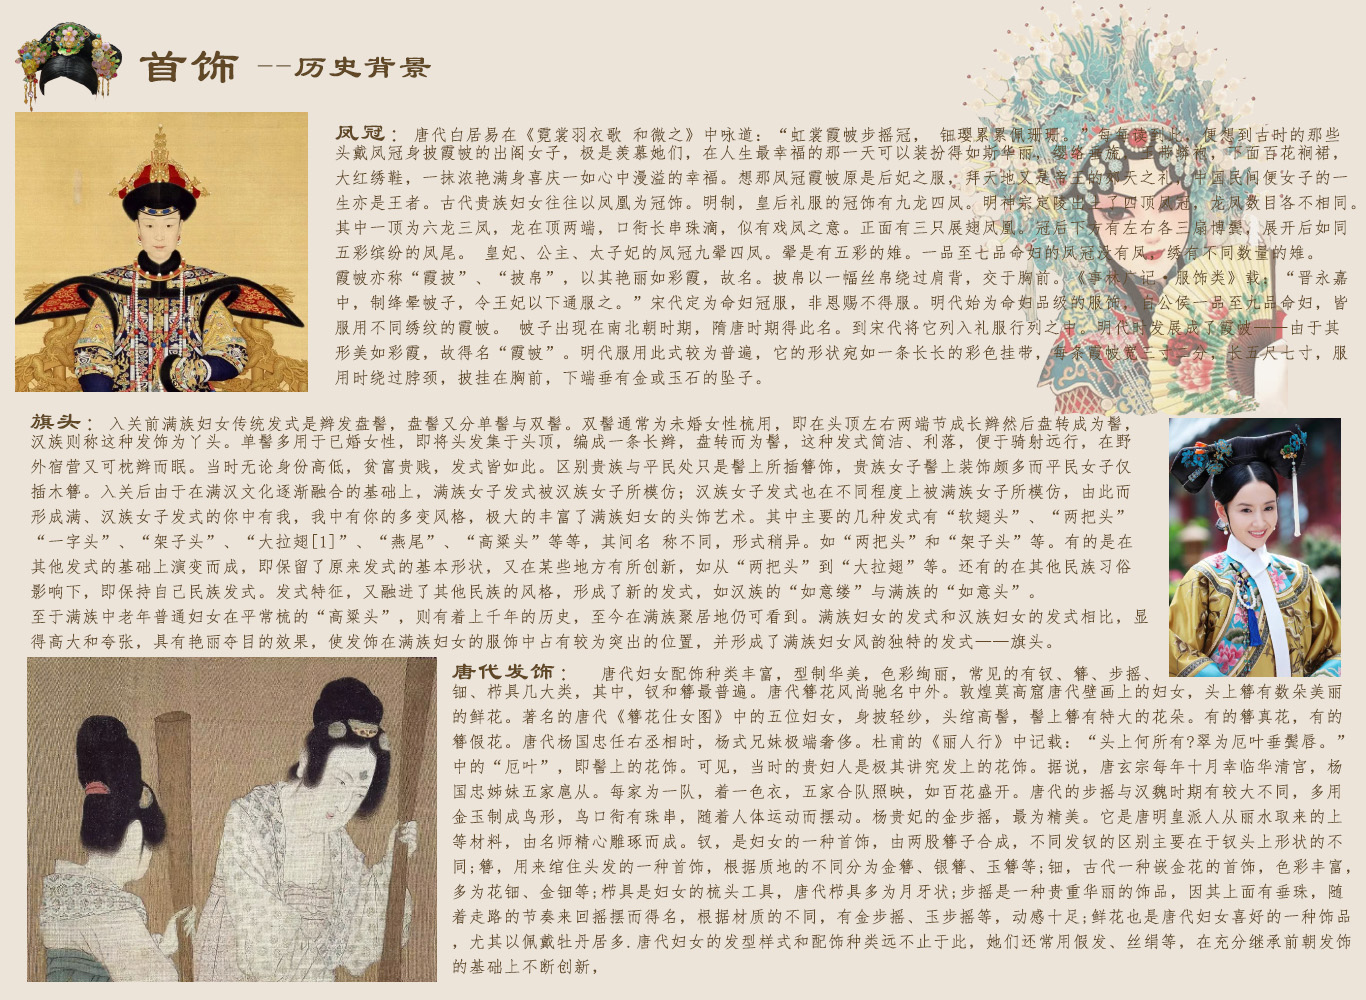 首饰 --历史背景
凤冠：唐代白居易在《霓裳羽衣歌 和微之》中咏道：“虹裳霞帔步摇冠， 钿璎累累佩珊珊。”每每读到此，便想到古时的那些
头戴凤冠身披霞帔的出阁女子，极是羡慕她们，在人生最幸福的那一天可以装扮得如斯华丽，缨络垂旒，玉带蟒袍，下面百花裥裙，
大红绣鞋，一抹浓艳满身喜庆一如心中漫溢的幸福。想那凤冠霞帔原是后妃之服，拜天地又是帝王的郊天之礼，中国民间便女子的一
生亦是王者。古代贵族妇女往往以凤凰为冠饰。明制，皇后礼服的冠饰有九龙四凤。明神宗定陵出土了四顶凤冠，龙凤数目各不相同。
其中一顶为六龙三凤，龙在顶两端，口衔长串珠滴，似有戏凤之意。正面有三只展翅凤凰。冠后下方有左右各三扇博鬓，展开后如同
五彩缤纷的凤尾。 皇妃、公主、太子妃的凤冠九翚四凤。翚是有五彩的雉。一品至七品命妇的凤冠没有凤，绣有不同数量的雉。
霞帔亦称“霞披”、 “披帛”， 以其艳丽如彩霞，故名。披帛以一幅丝帛绕过肩背，交于胸前。《事林广记·服饰类》载：“晋永嘉
中，制绛晕帔子，令王妃以下通服之。”宋代定为命妇冠服，非恩赐不得服。明代始为命妇品级的服饰，自公侯一品至九品命妇，皆
服用不同绣纹的霞帔。 帔子出现在南北朝时期，隋唐时期得此名。到宋代将它列入礼服行列之中。明代时发展成了霞帔——由于其
形美如彩霞，故得名“霞帔”。明代服用此式较为普遍，它的形状宛如一条长长的彩色挂带，每条霞帔宽三寸二分，长五尺七寸，服
用时绕过脖颈，披挂在胸前，下端垂有金或玉石的坠子。
旗头：入关前满族妇女传统发式是辫发盘髻，盘髻又分单髻与双髻。双髻通常为未婚女性梳用，即在头顶左右两端节成长辫然后盘转成为髻，
汉族则称这种发饰为丫头。单髻多用于已婚女性，即将头发集于头顶，编成一条长辫，盘转而为髻，这种发式简洁、利落，便于骑射远行，在野
外宿营又可枕辫而眠。当时无论身份高低，贫富贵贱，发式皆如此。区别贵族与平民处只是髻上所插簪饰，贵族女子髻上装饰颇多而平民女子仅
插木簪。入关后由于在满汉文化逐渐融合的基础上，满族女子发式被汉族女子所模仿；汉族女子发式也在不同程度上被满族女子所模仿，由此而
形成满、汉族女子发式的你中有我，我中有你的多变风格，极大的丰富了满族妇女的头饰艺术。其中主要的几种发式有“软翅头”、“两把头”
“一字头”、“架子头”、“大拉翅[1]”、“燕尾”、“高粱头”等等，其间名 称不同，形式稍异。如“两把头”和“架子头”等。有的是在
其他发式的基础上演变而成，即保留了原来发式的基本形状，又在某些地方有所创新，如从“两把头”到“大拉翅”等。还有的在其他民族习俗
影响下，即保持自己民族发式。发式特征，又融进了其他民族的风格，形成了新的发式，如汉族的“如意缕”与满族的“如意头”。
至于满族中老年普通妇女在平常梳的“高粱头”，则有着上千年的历史，至今在满族聚居地仍可看到。满族妇女的发式和汉族妇女的发式相比，显
得高大和夸张，具有艳丽夺目的效果，使发饰在满族妇女的服饰中占有较为突出的位置，并形成了满族妇女风韵独特的发式——旗头。
唐代发饰： 唐代妇女配饰种类丰富，型制华美，色彩绚丽，常见的有钗、簪、步摇、
钿、栉具几大类，其中，钗和簪最普遍。唐代簪花风尚驰名中外。敦煌莫高窟唐代壁画上的妇女，头上簪有数朵美丽
的鲜花。著名的唐代《簪花仕女图》中的五位妇女，身披轻纱，头绾高髻，髻上簪有特大的花朵。有的簪真花，有的
簪假花。唐代杨国忠任右丞相时，杨式兄妹极端奢侈。杜甫的《丽人行》中记载：“头上何所有?翠为厄叶垂鬓唇。”
中的“厄叶”，即髻上的花饰。可见，当时的贵妇人是极其讲究发上的花饰。据说，唐玄宗每年十月幸临华清宫，杨
国忠姊妹五家扈从。每家为一队，着一色衣，五家合队照映，如百花盛开。唐代的步摇与汉魏时期有较大不同，多用
金玉制成鸟形，鸟口衔有珠串，随着人体运动而摆动。杨贵妃的金步摇，最为精美。它是唐明皇派人从丽水取来的上
等材料，由名师精心雕琢而成。钗，是妇女的一种首饰，由两股簪子合成，不同发钗的区别主要在于钗头上形状的不
同;簪，用来绾住头发的一种首饰，根据质地的不同分为金簪、银簪、玉簪等;钿，古代一种嵌金花的首饰，色彩丰富，
多为花钿、金钿等;栉具是妇女的梳头工具，唐代栉具多为月牙状;步摇是一种贵重华丽的饰品，因其上面有垂珠，随
着走路的节奏来回摇摆而得名，根据材质的不同，有金步摇、玉步摇等，动感十足;鲜花也是唐代妇女喜好的一种饰品
，尤其以佩戴牡丹居多.唐代妇女的发型样式和配饰种类远不止于此，她们还常用假发、丝绢等，在充分继承前朝发饰
的基础上不断创新，